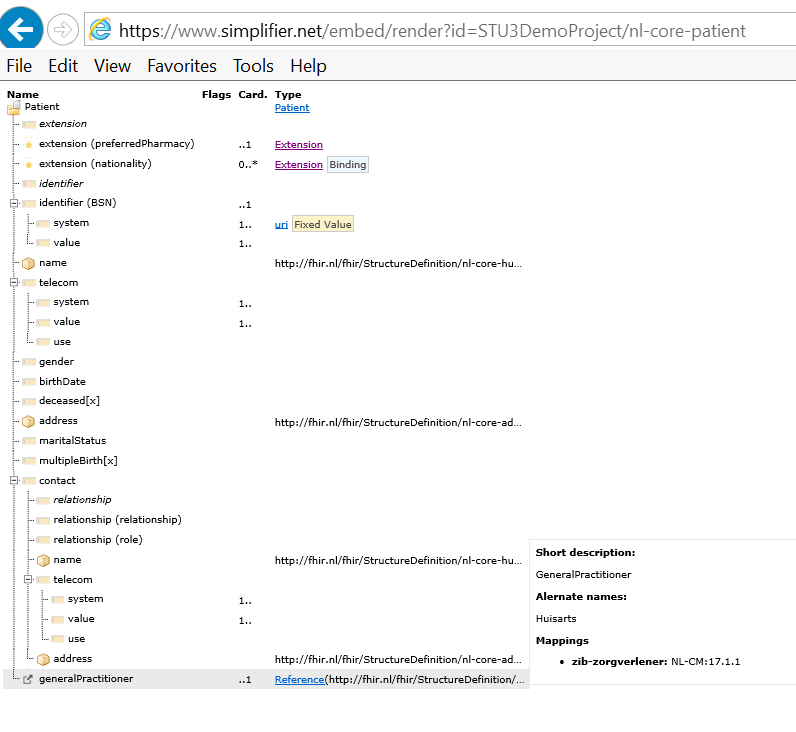 https://www.simplifier.net/embed/render?id=STU3DemoProject/nl-core-patient
File Edit View Favorites Tools Help
Name Flags Card. Type
Patient Patient
extension
extension (preferredPharmacy) ..1 Extension
extension (nationality) 0..* Extension Binding
identifier
identifier (BSN) ..1
system 1.. uri Fixed Value
value 1..
name http://fhir.nl/fhir/StructureDefinition/nl-core-hu...
telecom
system 1..
value 1..
use
gender
birthDate
deceased[x]
address http://fhir.nl/fhir/StructureDefinition/nl-core-ad...
maritalStatus
multipleBirth[x]
contact
relationship
relationship (relationship)
relationship (role)
name http://fhir.nl/fhir/StructureDefinition/nl-core-hu...
telecom
system 1..
value 1..
use
address http://fhir.nl/fhir/StructureDefinition/nl-core-ad...
generalPractitioner ..1 Reference(http://fhir.nl/fhir/StructureDefinition/...
Short description:
GeneralPractitioner
Alernate names:
Huisarts
Mappings
• zib-zorgverlener: NL-CM:17.1.1